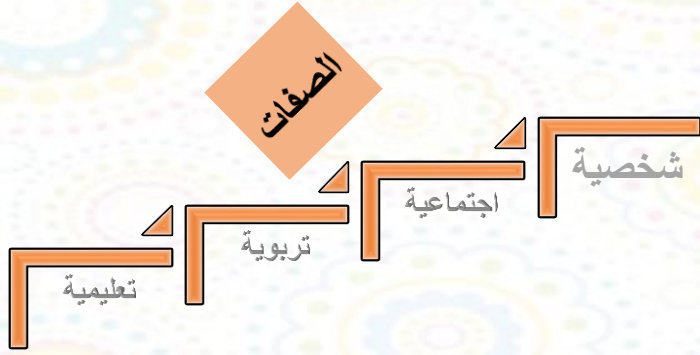 الصفات
شخصية
اجتماعية
تربوية
تعليمية